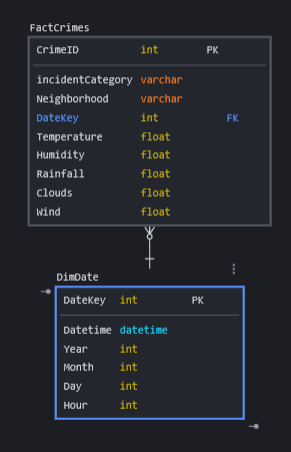 FactCrimes
CrimeID int PK
incidentCategory varchar
Neighborhood varchar
DateKey int FK
Temperature float
Humidity float
Rainfall float
Clouds float
Wind float
DimDate
DateKey int PK
Datetime datetime
Year int
Month int
Day int
Hour int